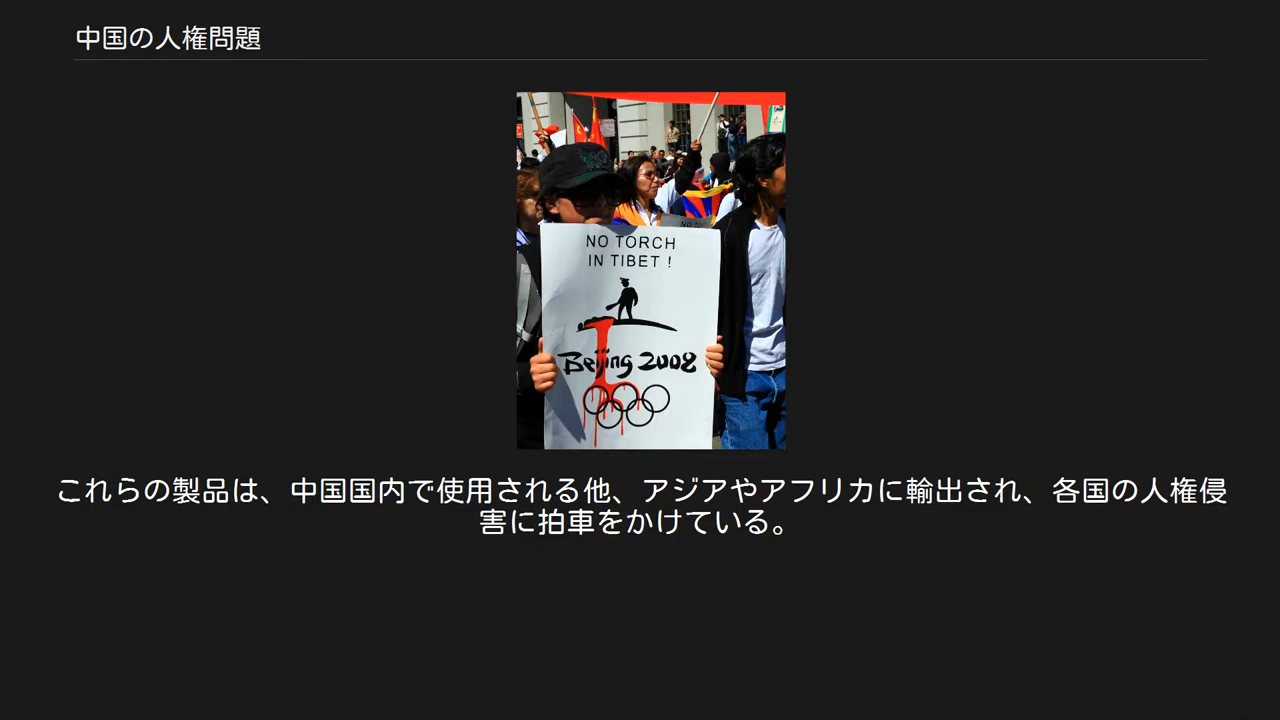 中国の人権問題
NO TORCH
IN TIBET !
Beijing 2008
これらの製品は、中国国内で使用される他、アジアやアフリカに輸出され、各国の人権侵
害に拍車をかけている。